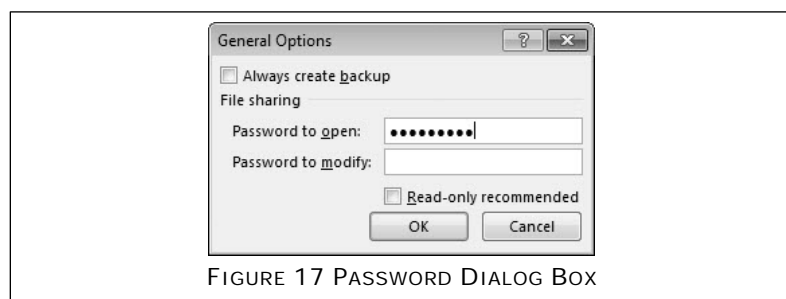 General Options
Always create backup
File sharing
Password to open: •••••••••
Password to modify:
Read-only recommended
OK Cancel
FIGURE 17 PASSWORD DIALOG BOX